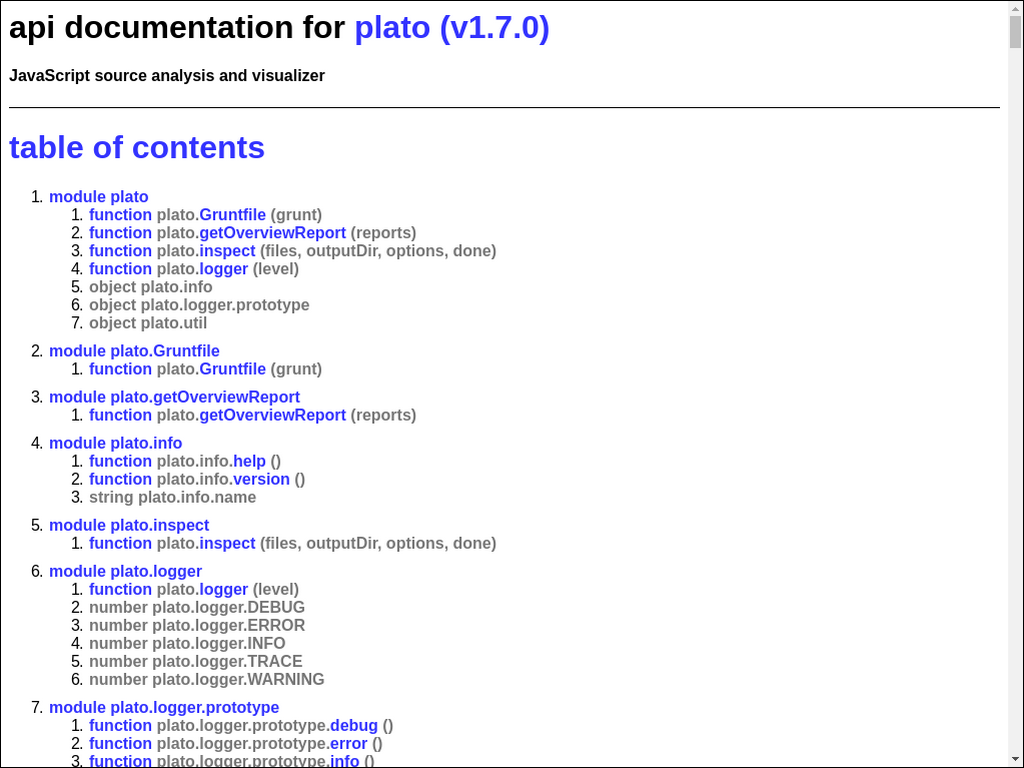 api documentation for plato (v1.7.0)
JavaScript source analysis and visualizer
table of contents
1. module plato
1. function plato.Gruntfile (grunt)
2. function plato.getOverviewReport (reports)
3. function plato.inspect (files, outputDir, options, done)
4. function plato.logger (level)
5. object plato.info
6. object plato.logger.prototype
7. object plato.util
2. module plato.Gruntfile
1. function plato.Gruntfile (grunt)
3. module plato.getOverviewReport
1. function plato.getOverviewReport (reports)
4. module plato.info
1. function plato.info.help ()
2. function plato.info.version ()
3. string plato.info.name
5. module plato.inspect
1. function plato.inspect (files, outputDir, options, done)
6. module plato.logger
1. function plato.logger (level)
2. number plato.logger.DEBUG
3. number plato.logger.ERROR
4. number plato.logger.INFO
5. number plato.logger.TRACE
6. number plato.logger.WARNING
7. module plato.logger.prototype
1. function plato.logger.prototype.debug ()
2. function plato.logger.prototype.error ()
3. function plato.logger.prototype.info ()